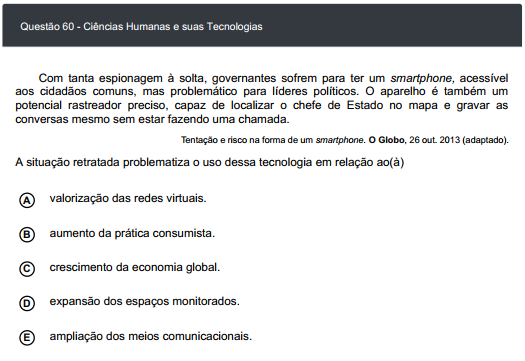 Questão 60 - Ciências Humanas e suas Tecnologias
Com tanta espionagem à solta, governantes sofrem para ter um smartphone, acessível
aos cidadãos comuns, mas problemático para líderes políticos. O aparelho é também um
potencial rastreador preciso, capaz de localizar o chefe de Estado no mapa e gravar as
conversas mesmo sem estar fazendo uma chamada.
Tentação e risco na forma de um smartphone. O Globo, 26 out. 2013 (adaptado).
A situação retratada problematiza o uso dessa tecnologia em relação ao(à)
A valorização das redes virtuais.
B aumento da prática consumista.
C crescimento da economia global.
D expansão dos espaços monitorados.
E ampliação dos meios comunicacionais.